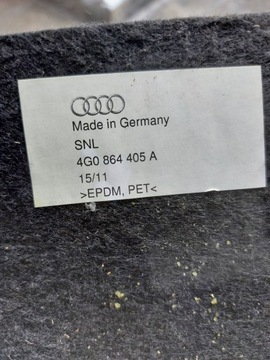 Made in Germany
SNL
4G0 864 405 A
15/11
>EPDM, PET<